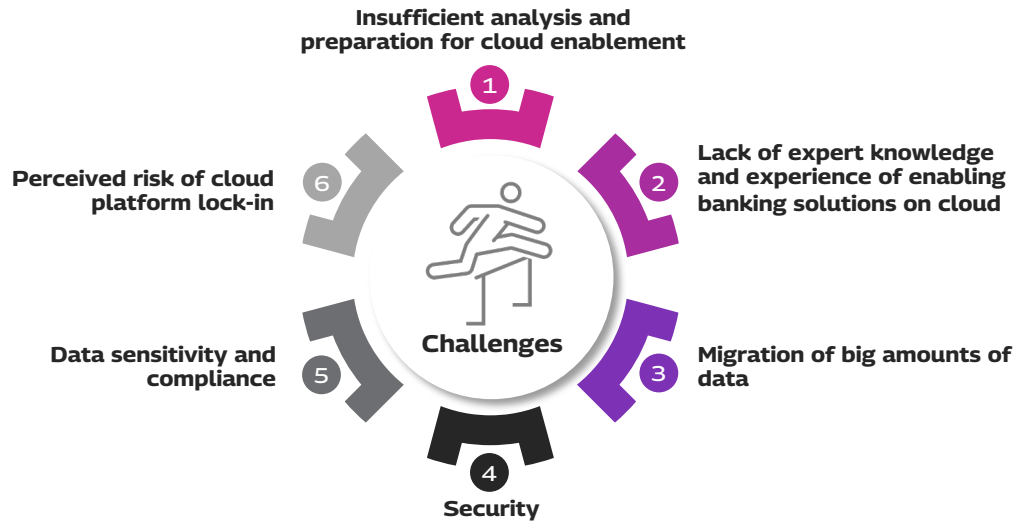 Insufficient analysis and
preparation for cloud enablement
1
2
Lack of expert knowledge
and experience of enabling
banking solutions on cloud
3
Migration of big amounts of
data
4
Security
5
Data sensitivity and
compliance
6
Perceived risk of cloud
platform lock-in
Challenges